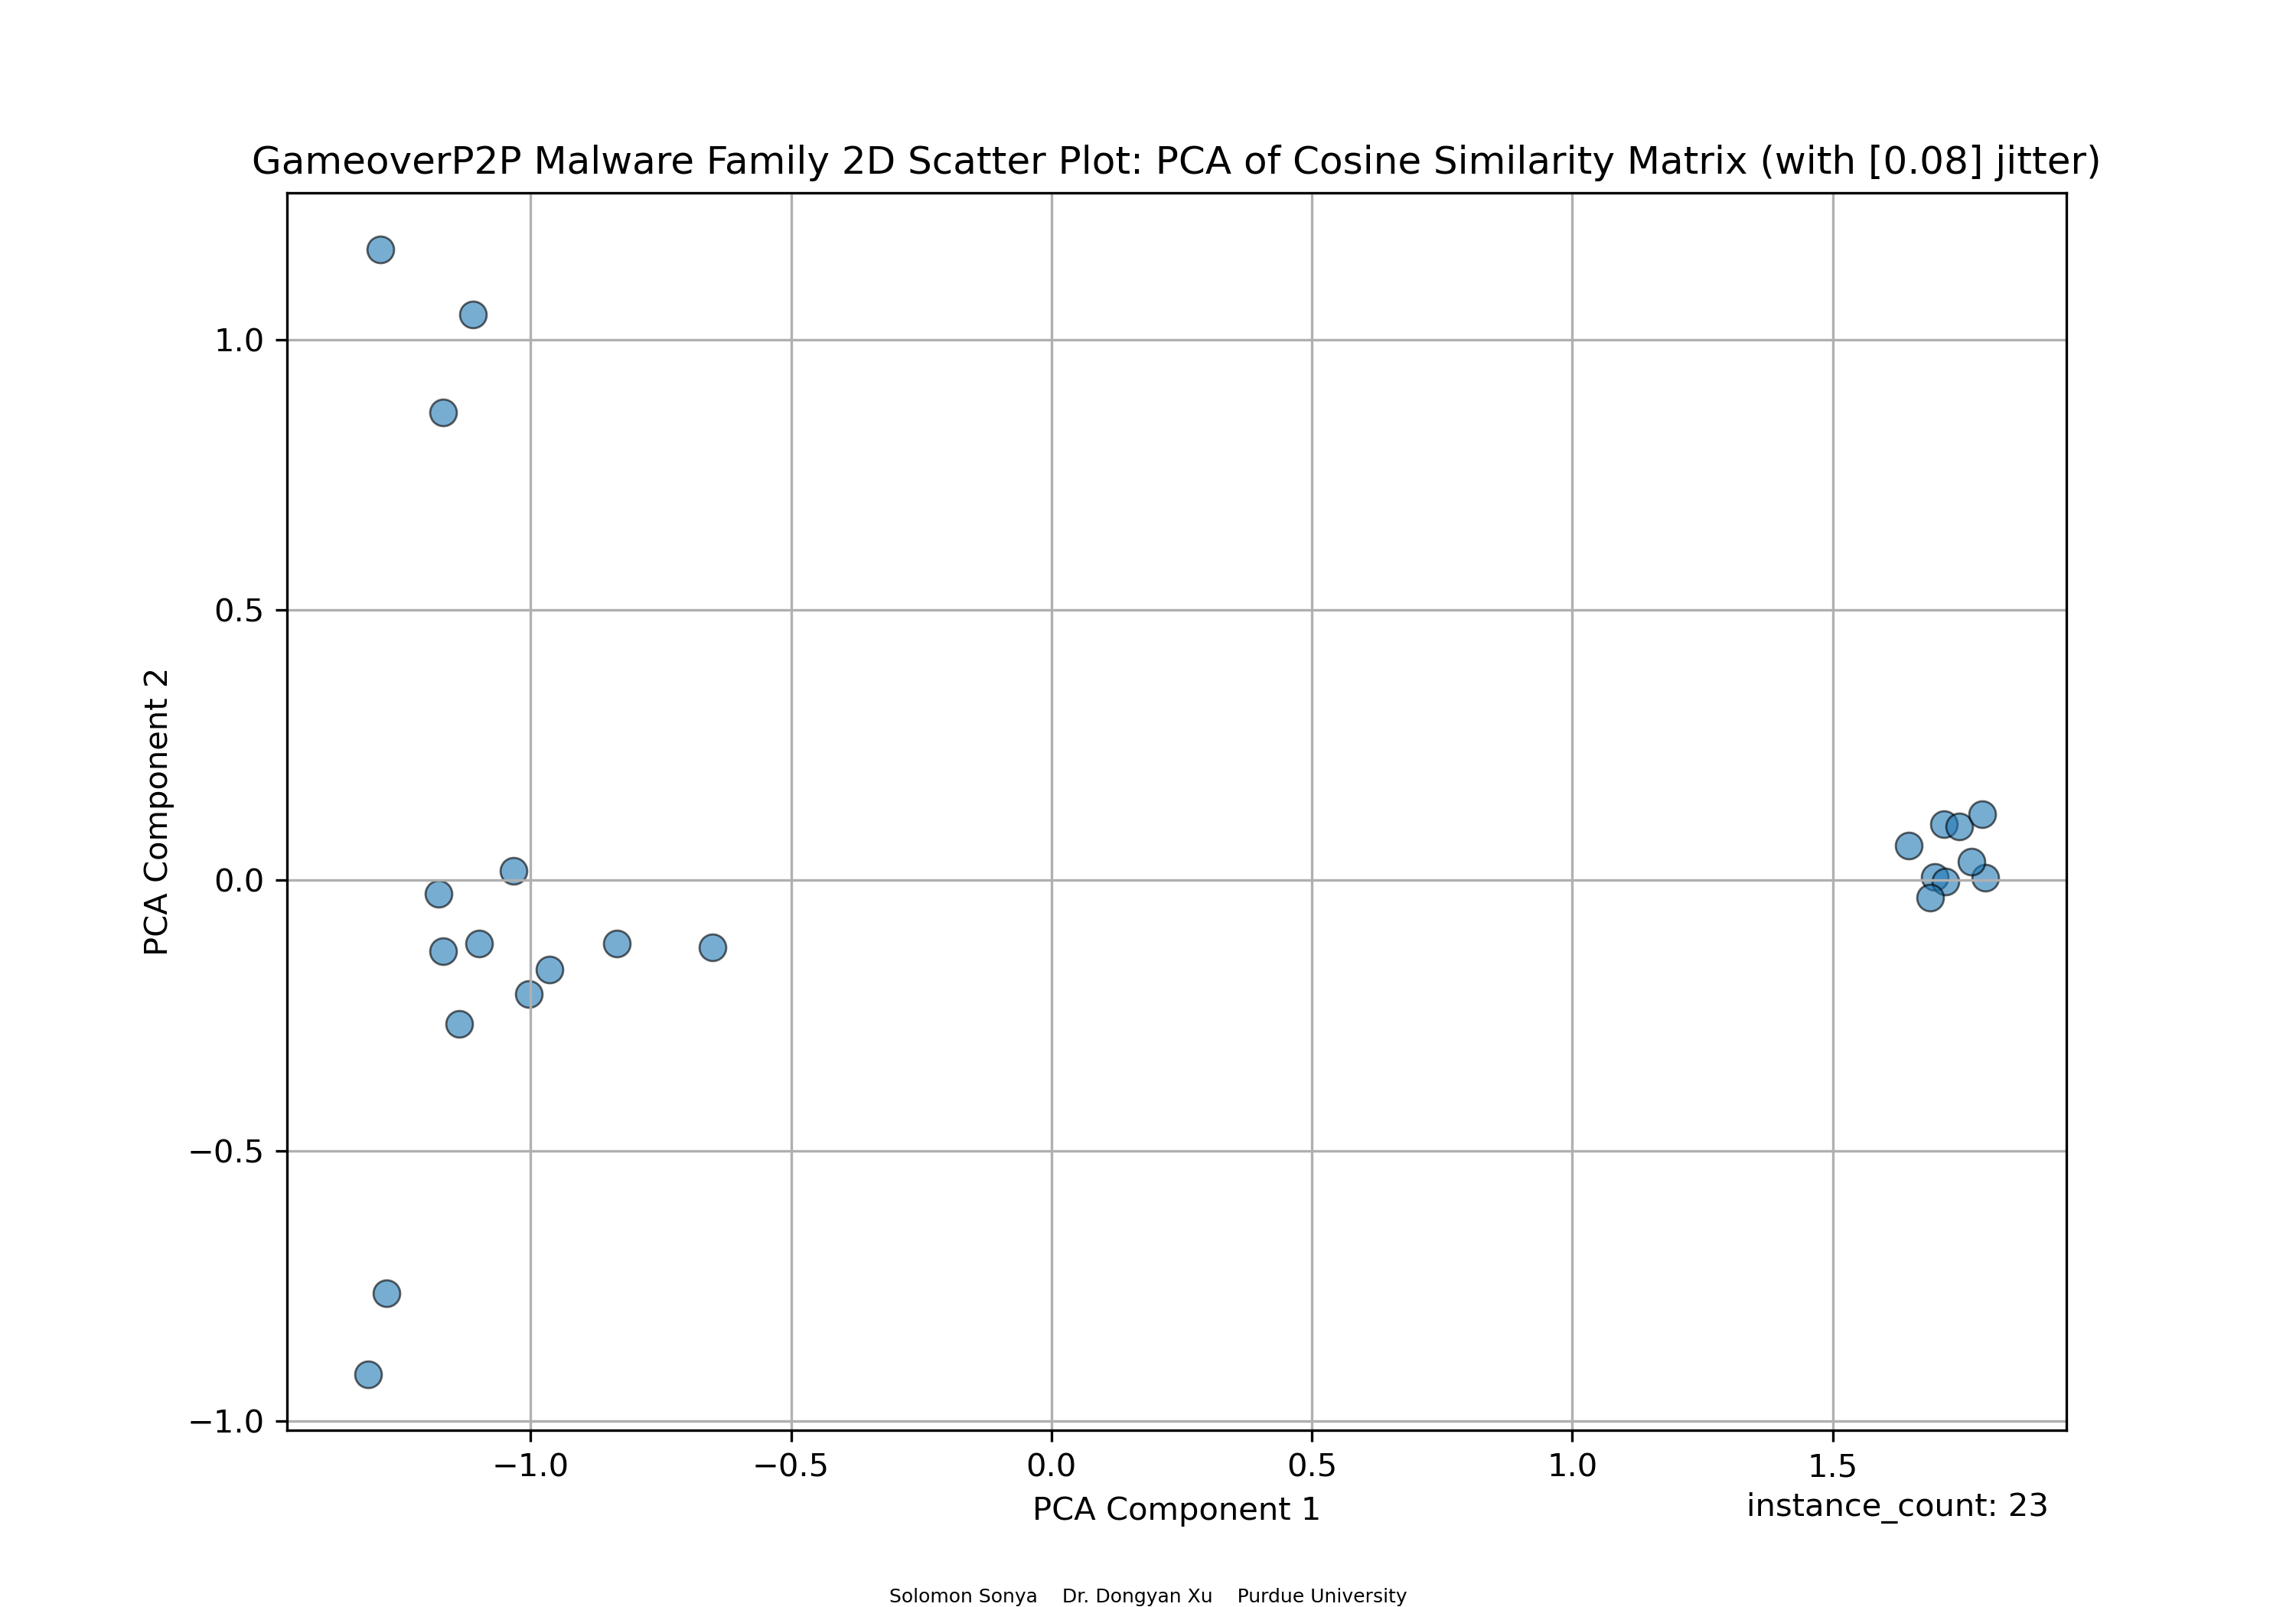 GameoverP2P Malware Family 2D Scatter Plot: PCA of Cosine Similarity Matrix (with [0.08] jitter)
1.0
0.5
0.0
−0.5
−1.0
PCA Component 2
−1.0 −0.5 0.0 0.5 1.0 1.5
PCA Component 1
instance_count: 23
Solomon Sonya Dr. Dongyan Xu Purdue University